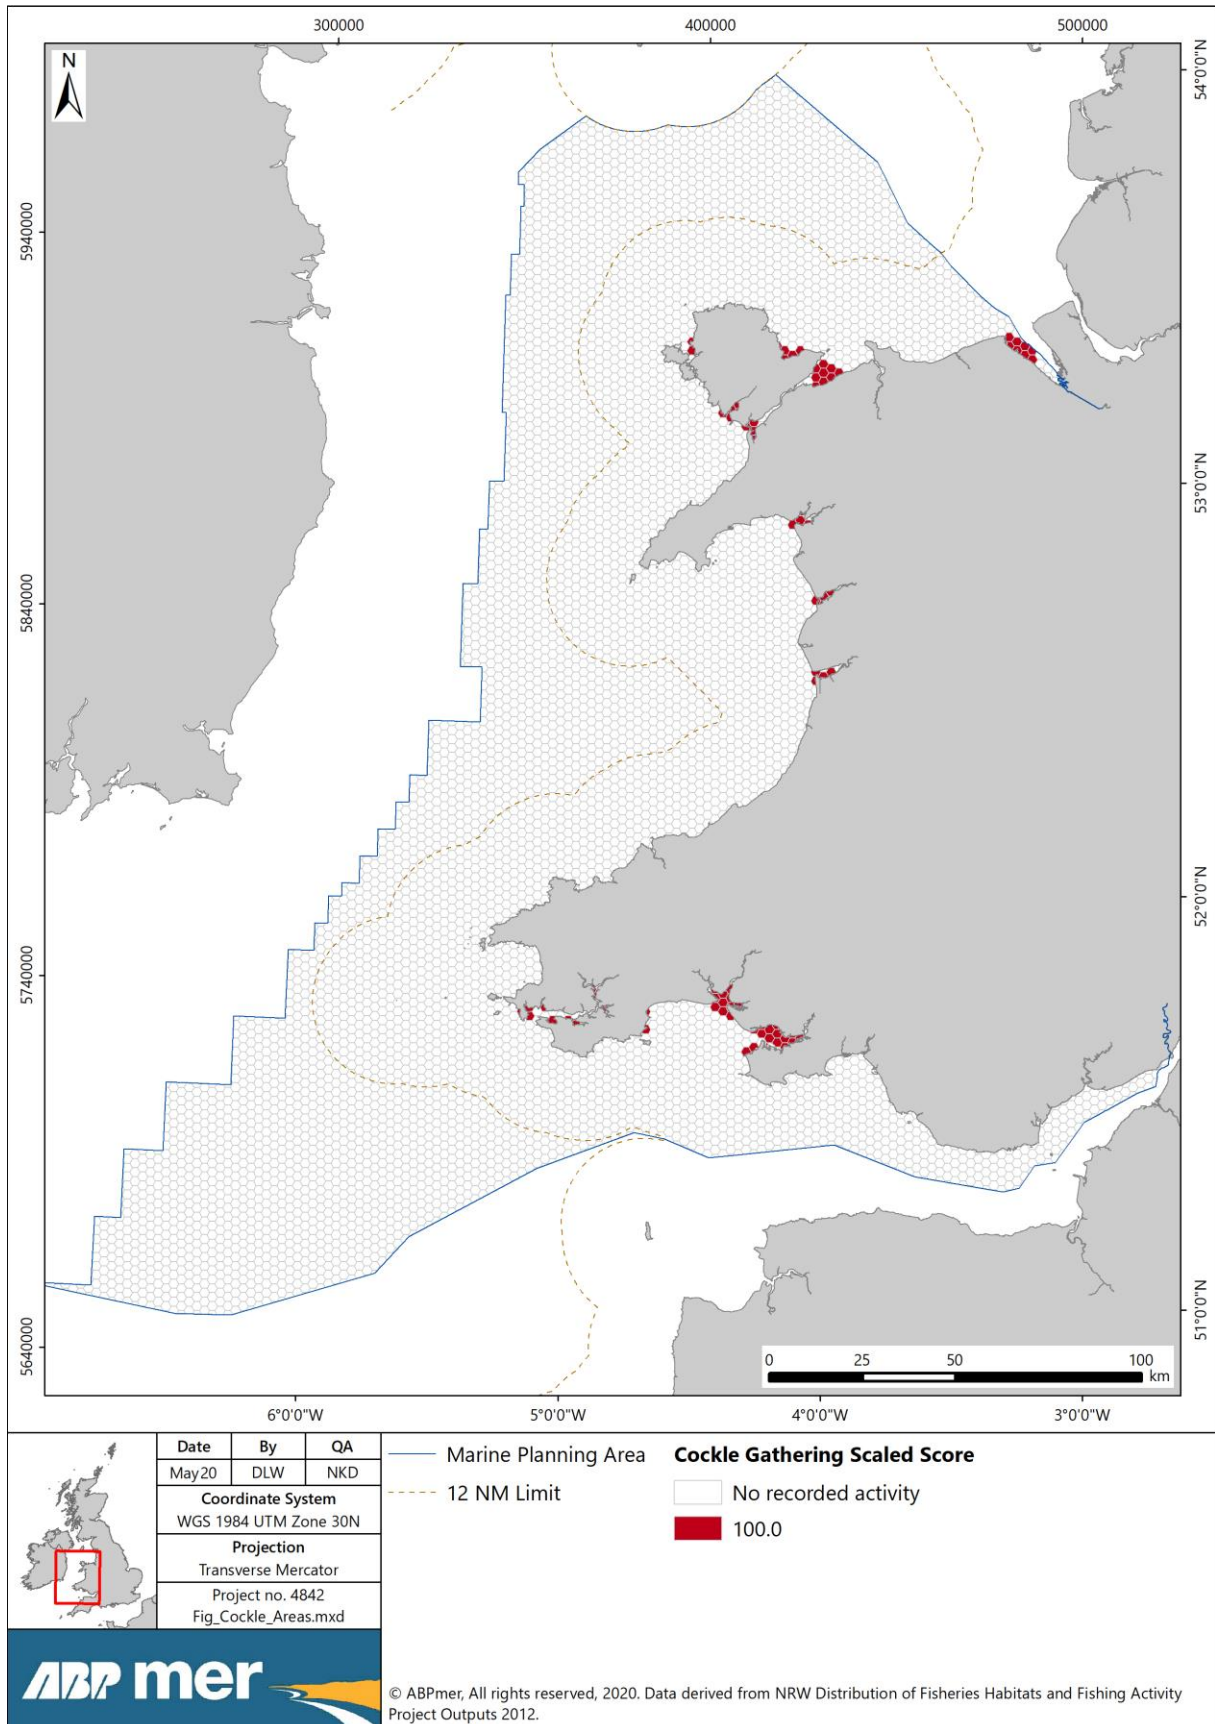 300000
400000
500000
N
54°0'0"N
5940000
53°0'0"N
5840000
52°0'0"N
5740000
51°0'0"N
5640000
0 25 50 100
km
6°0'0"W
5°0'0"W
4°0'0"W
3°0'0"W
Date By QA
May20 DLW NKD
Coordinate System
WGS 1984 UTM Zone 30N
Projection
Transverse Mercator
Project no. 4842
Fig_Cockle_Areas.mxd
ABPmer
Marine Planning Area
12 NM Limit
Cockle Gathering Scaled Score
No recorded activity
100.0
© ABPmer, All rights reserved, 2020. Data derived from NRW Distribution of Fisheries Habitats and Fishing Activity
Project Outputs 2012.